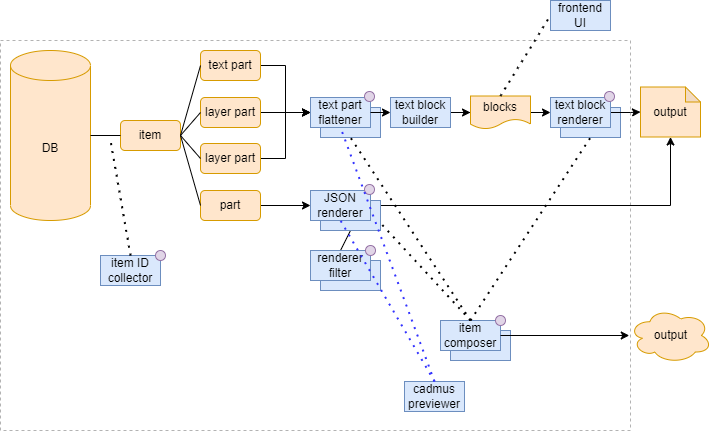 frontend
UI
text part
layer part
layer part
part
DB
item
text part
flattener
text block
builder
blocks
text block
renderer
output
JSON
renderer
renderer
filter
item ID
collector
item
composer
output
cadmus
previewer